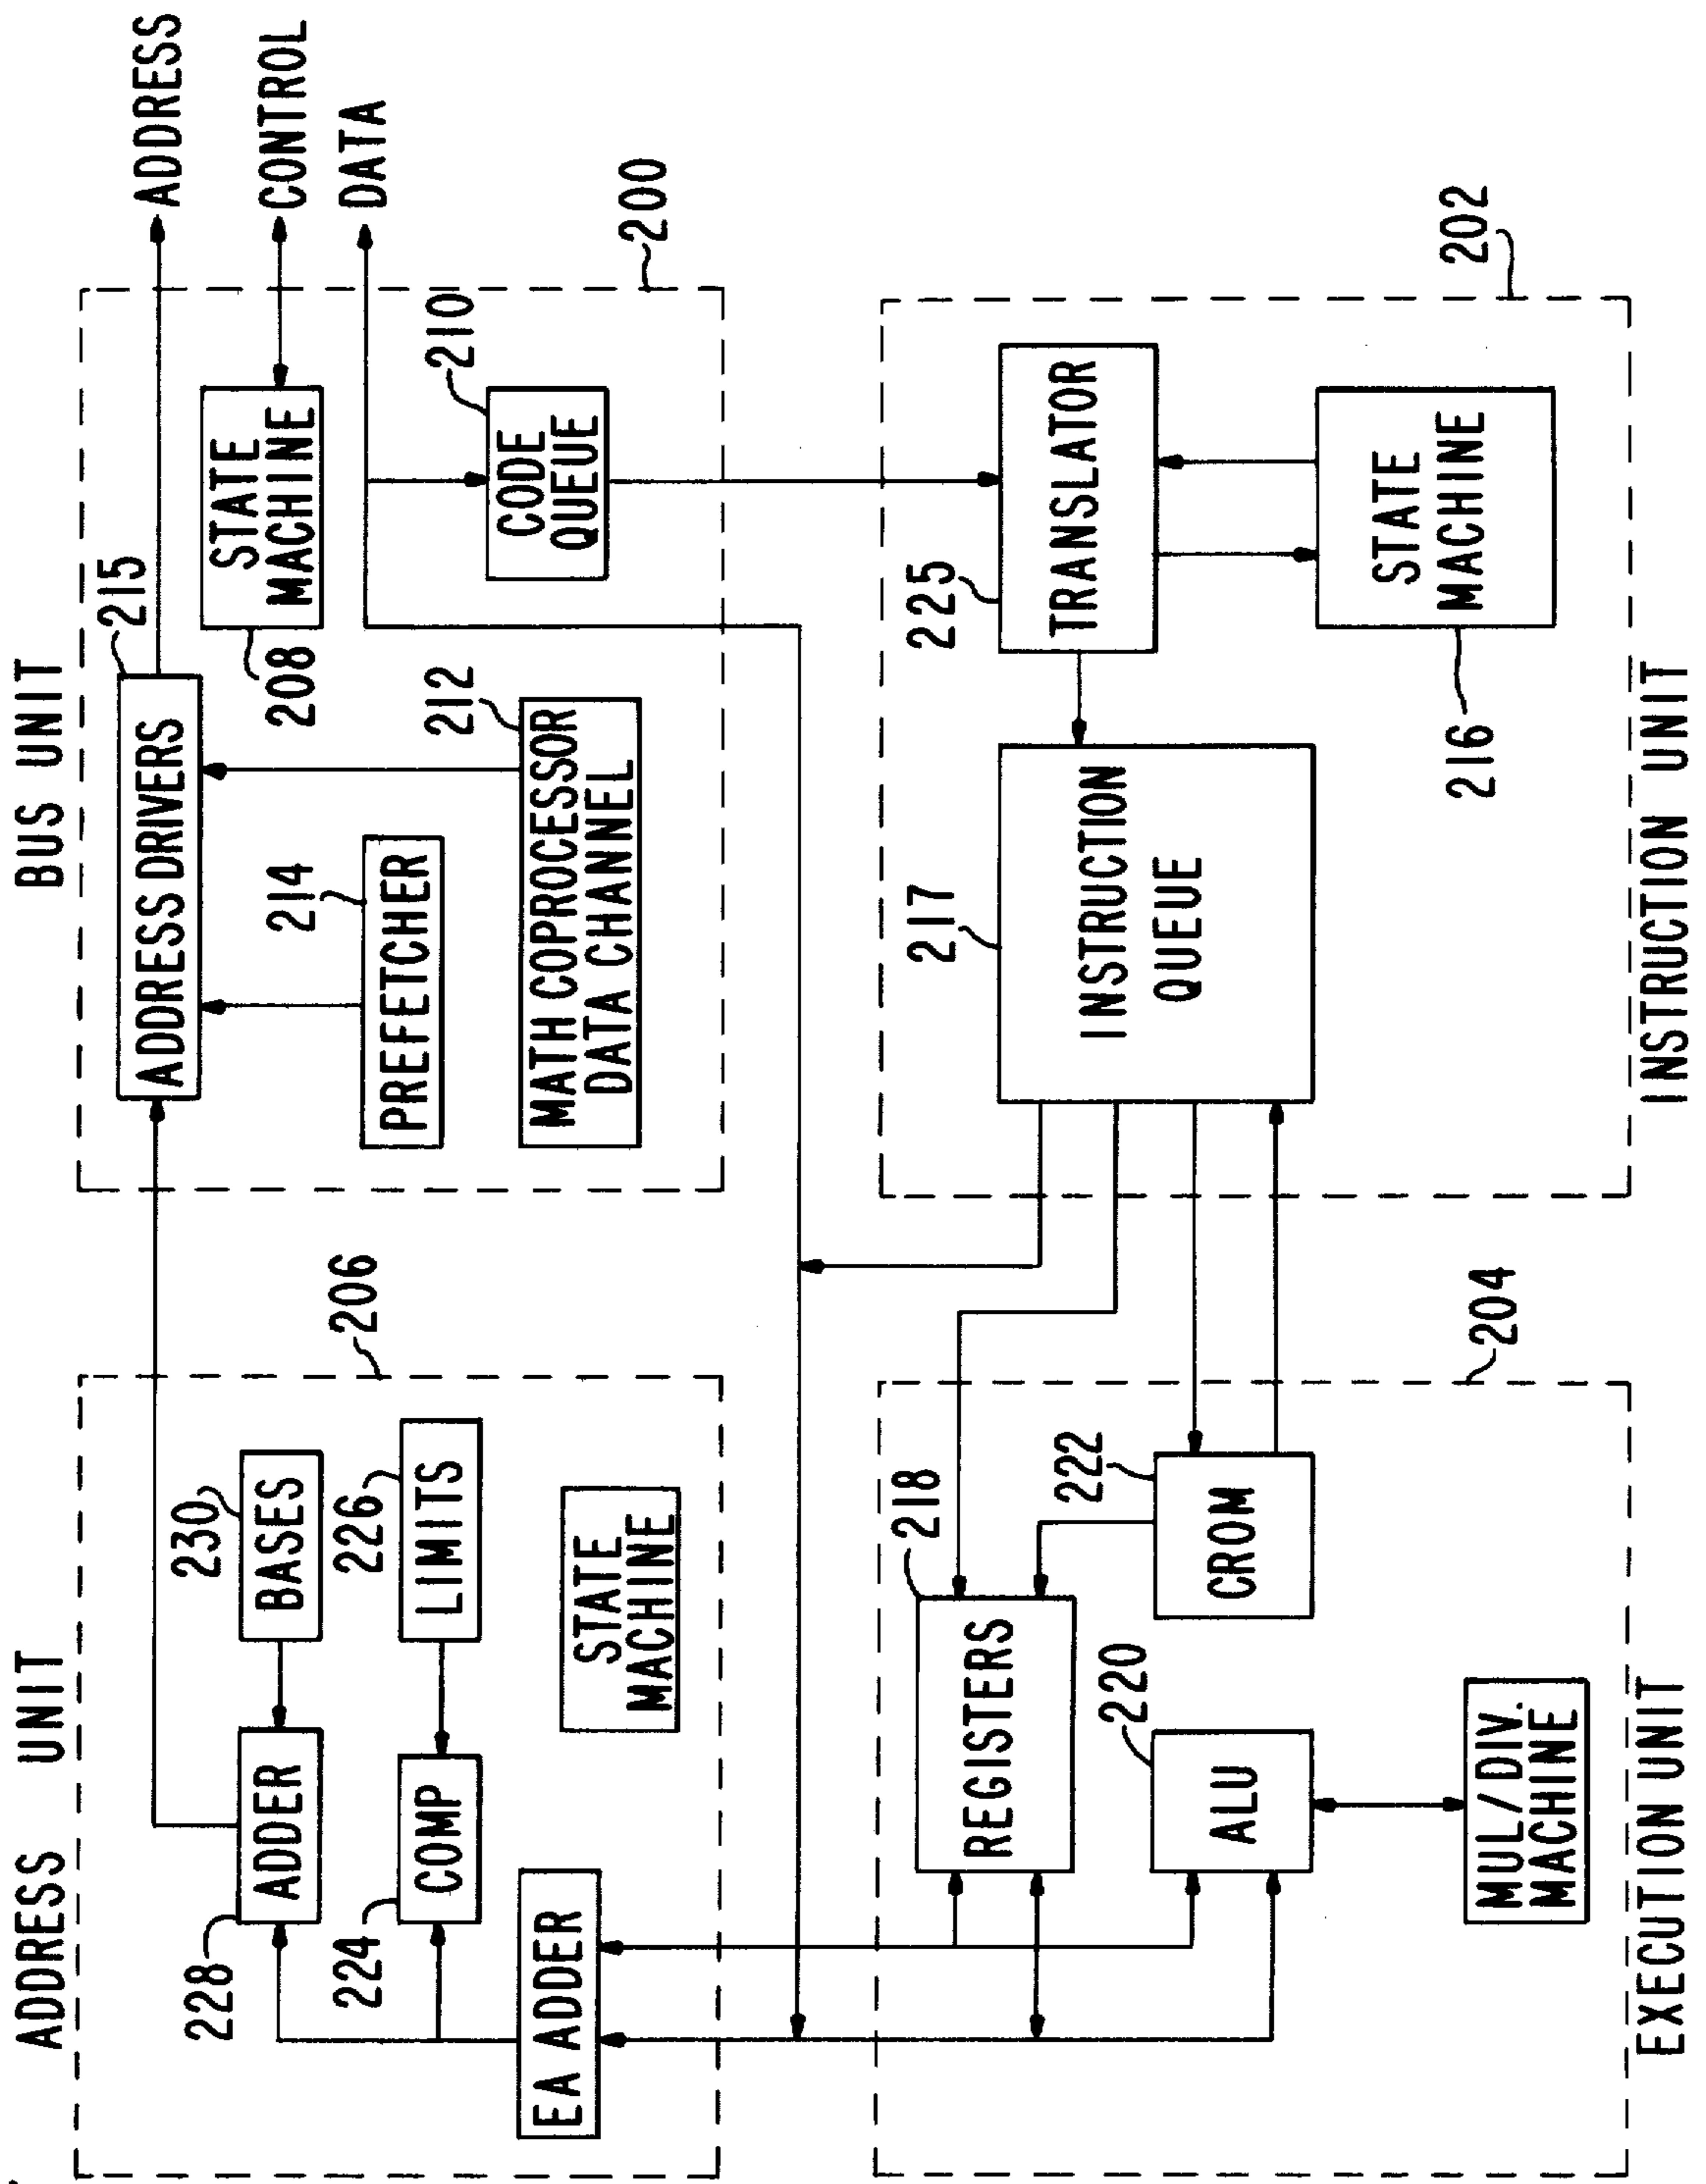 ADDRESS UNIT
BUS UNIT
228
ADDER
230
BASES
224
COMP
226
LIMITS
EA ADDER
STATE
MACHINE
206
ADDRESS DRIVERS
215
ADDRESS
214
PREFETCHER
208
STATE
MACHINE
CONTROL
DATA
212
MATH COPROCESSOR
DATA CHANNEL
210
CODE
QUEUE
200
218
REGISTERS
220
ALU
222
CROM
MUL/DIV.
MACHINE
204
EXECUTION UNIT
217
INSTRUCTION
QUEUE
225
TRANSLATOR
216
STATE
MACHINE
202
INSTRUCTION UNIT